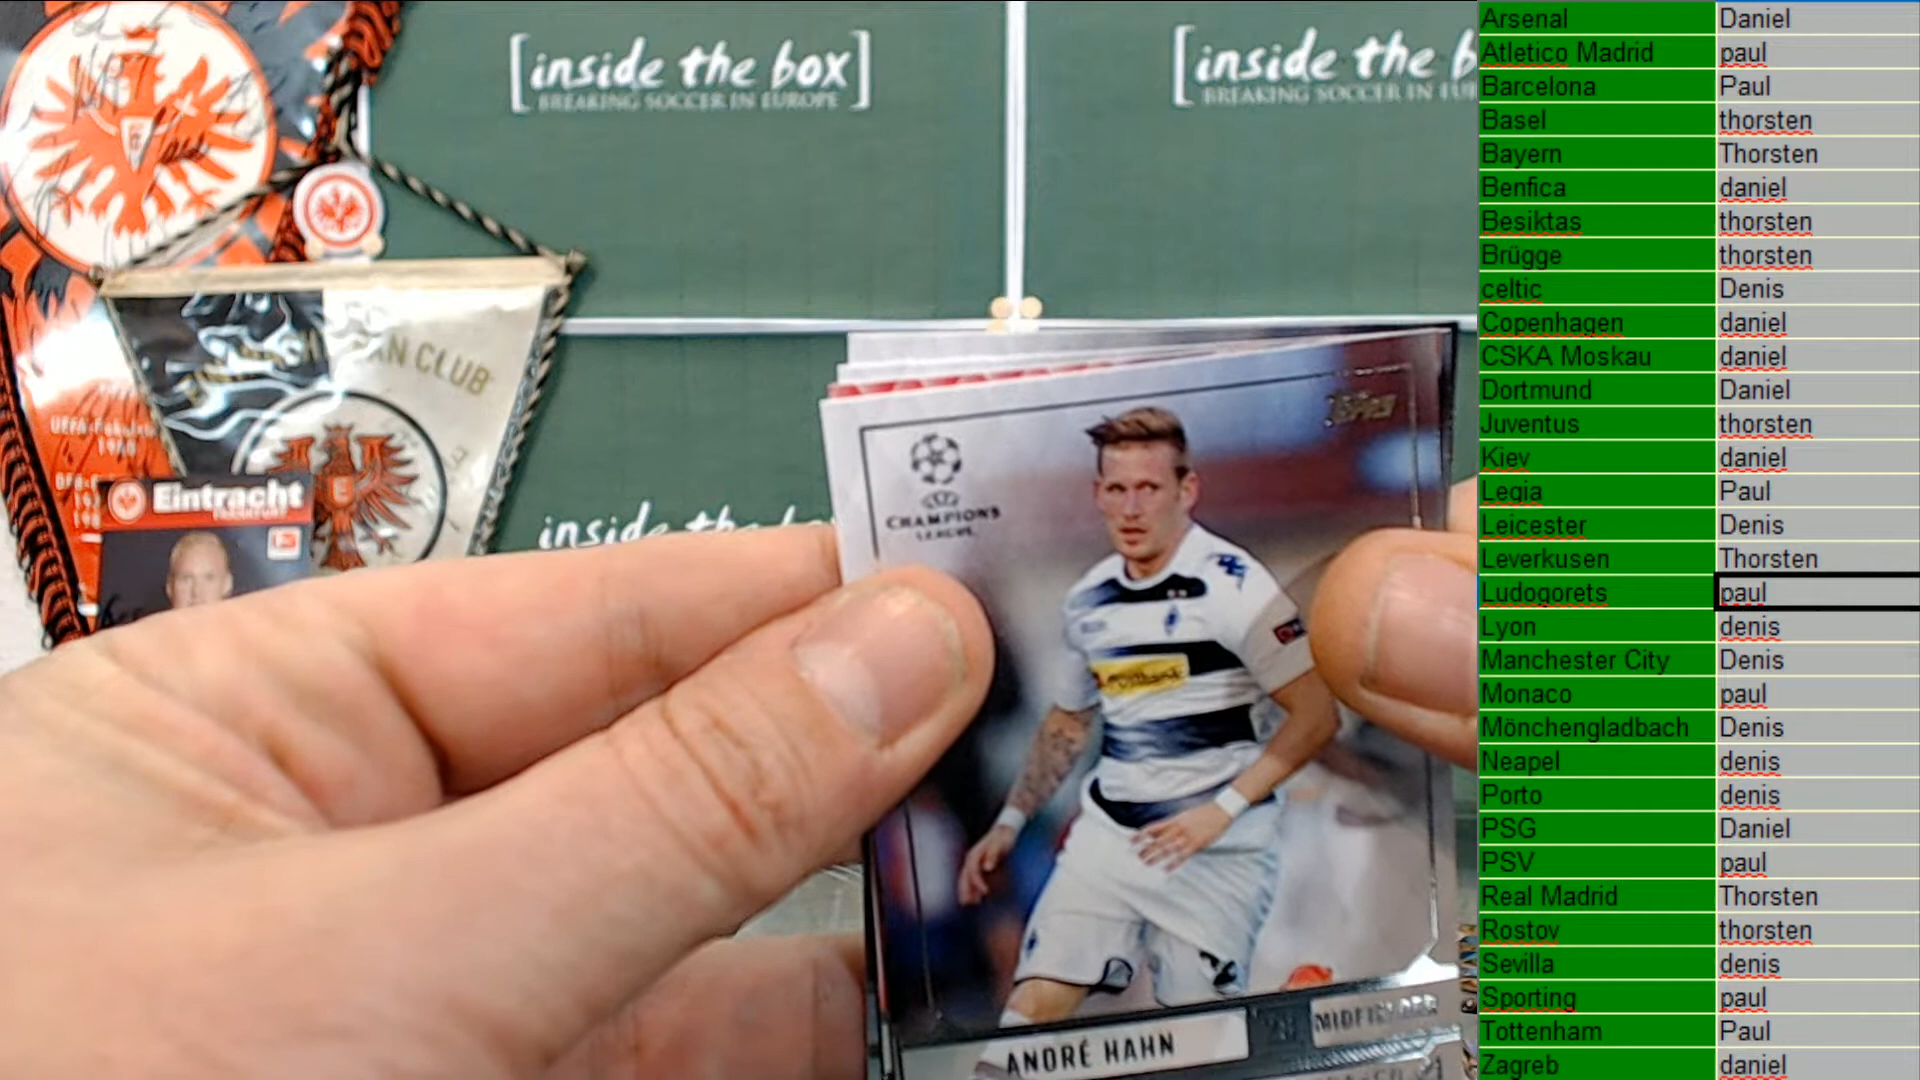 [inside the box]
BREAKING SOCCER IN EUROPE
[inside the b
BREAKING SOCCER IN EU
FAN CLUB
Eintracht
FRANKFURT
inside the box
Topps
CHAMPIONS
LEAGUE
ANDRÉ HAHN
MIDFIELDER
Arsenal Daniel
Atletico Madrid paul
Barcelona Paul
Basel thorsten
Bayern Thorsten
Benfica daniel
Besiktas thorsten
Brügge thorsten
celtic Denis
Copenhagen daniel
CSKA Moskau daniel
Dortmund Daniel
Juventus thorsten
Kiev daniel
Legia Paul
Leicester Denis
Leverkusen Thorsten
Ludogorets paul
Lyon denis
Manchester City Denis
Monaco paul
Mönchengladbach Denis
Neapel denis
Porto denis
PSG Daniel
PSV paul
Real Madrid Thorsten
Rostov thorsten
Sevilla denis
Sporting paul
Tottenham Paul
Zagreb daniel